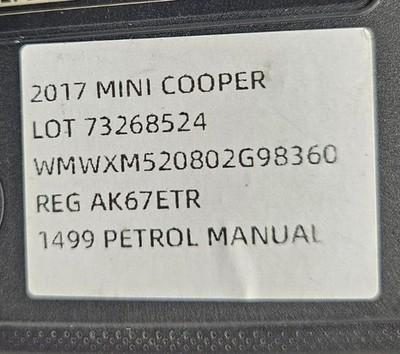 2017 MINI COOPER
LOT 73268524
WMWXM520802G98360
REG AK67ETR
1499 PETROL MANUAL